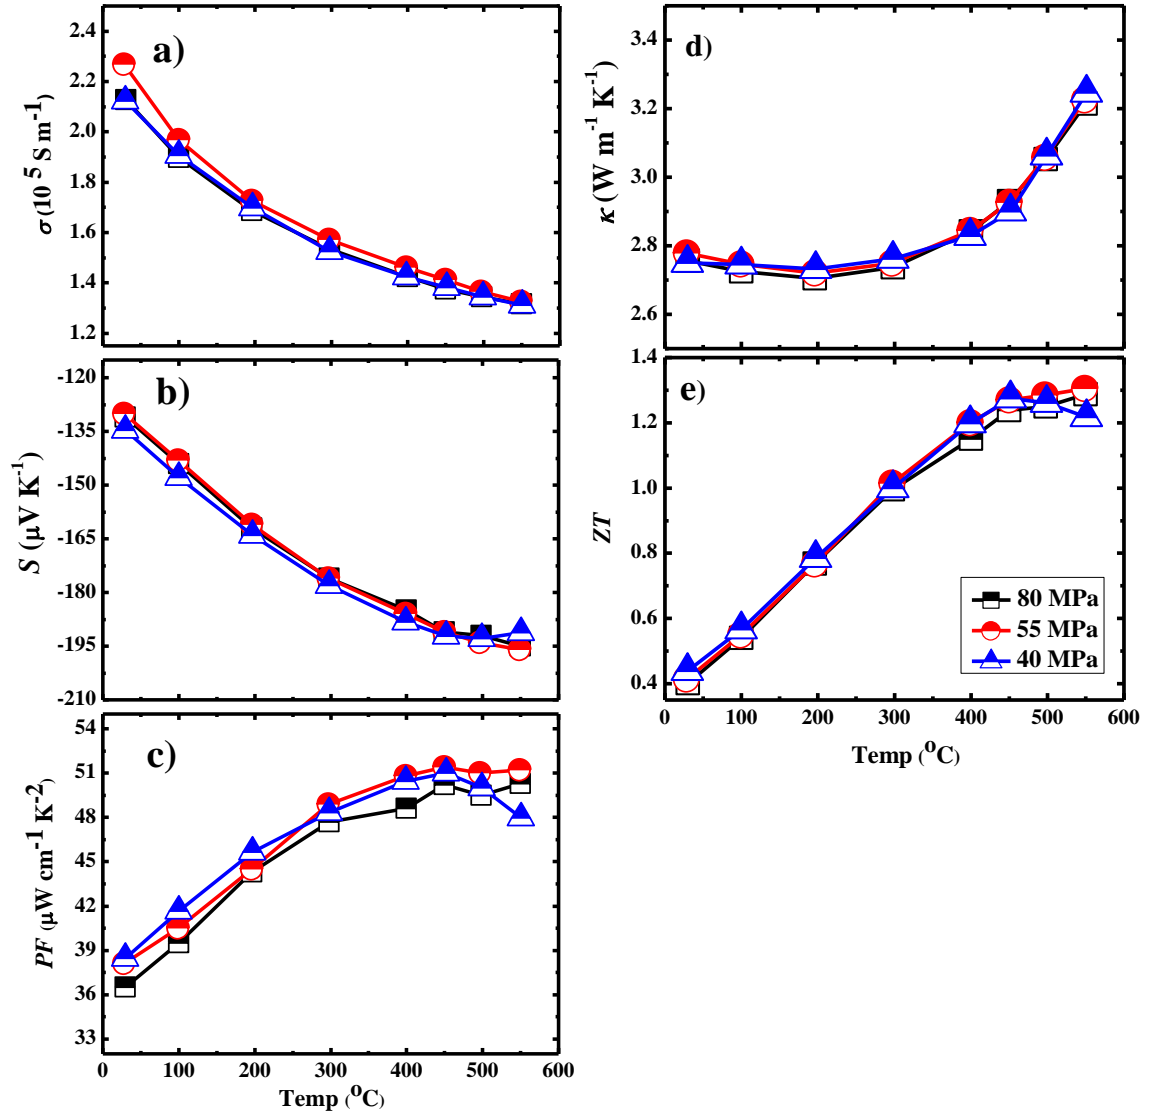 a)
σ (10⁵ S m⁻¹)
2.4
2.2
2.0
1.8
1.6
1.4
1.2
b)
S (μV K⁻¹)
-120
-135
-150
-165
-180
-195
-210
c)
PF (μW cm⁻¹ K⁻²)
54
51
48
45
42
39
36
33
0 100 200 300 400 500 600
Temp (°C)
d)
κ (W m⁻¹ K⁻¹)
3.4
3.2
3.0
2.8
2.6
e)
ZT
1.4
1.2
1.0
0.8
0.6
0.4
80 MPa
55 MPa
40 MPa
0 100 200 300 400 500 600
Temp (°C)